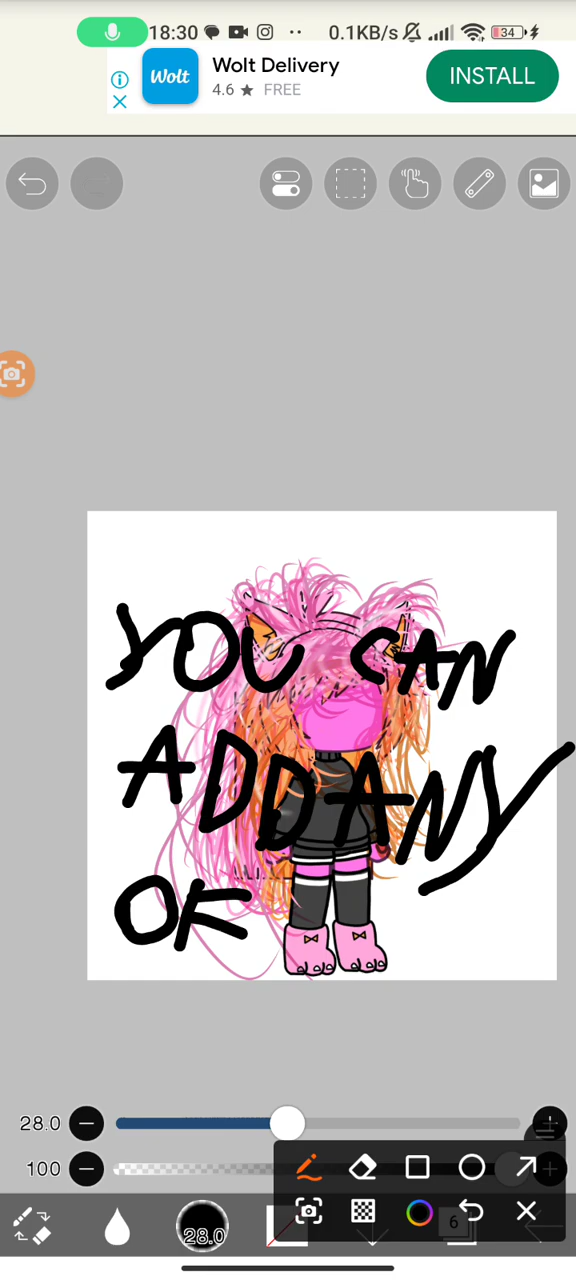 18:30
0.1KB/s
34
Wolt
Wolt Delivery
4.6 ★ FREE
INSTALL
YOU CAN
ADD ANY
OK
28.0
100
28.0
6